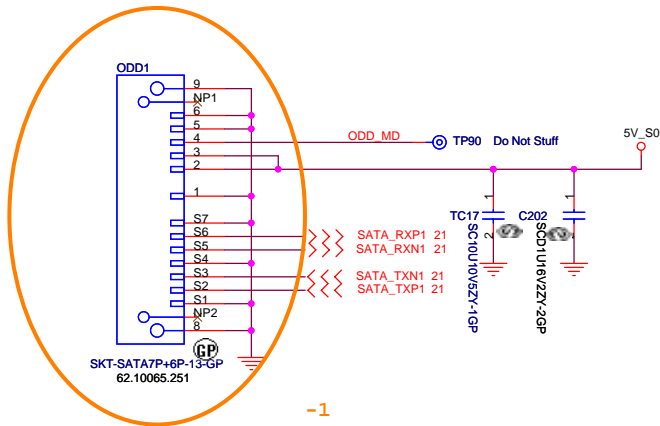 ODD1
9
NP1
6
5
4
ODD_MD
TP90 Do Not Stuff
5V_S0
3
2
1
S7
S6
SATA_RXP1 21
S5
SATA_RXN1 21
S4
S3
SATA_TXN1 21
S2
SATA_TXP1 21
S1
NP2
8
GP
SKT-SATA7P+6P-13-GP
62.10065.251
1
TC17
2
SC10U10V5ZY-1GP
1
C202
SCD1U16V2ZY-2GP
-1